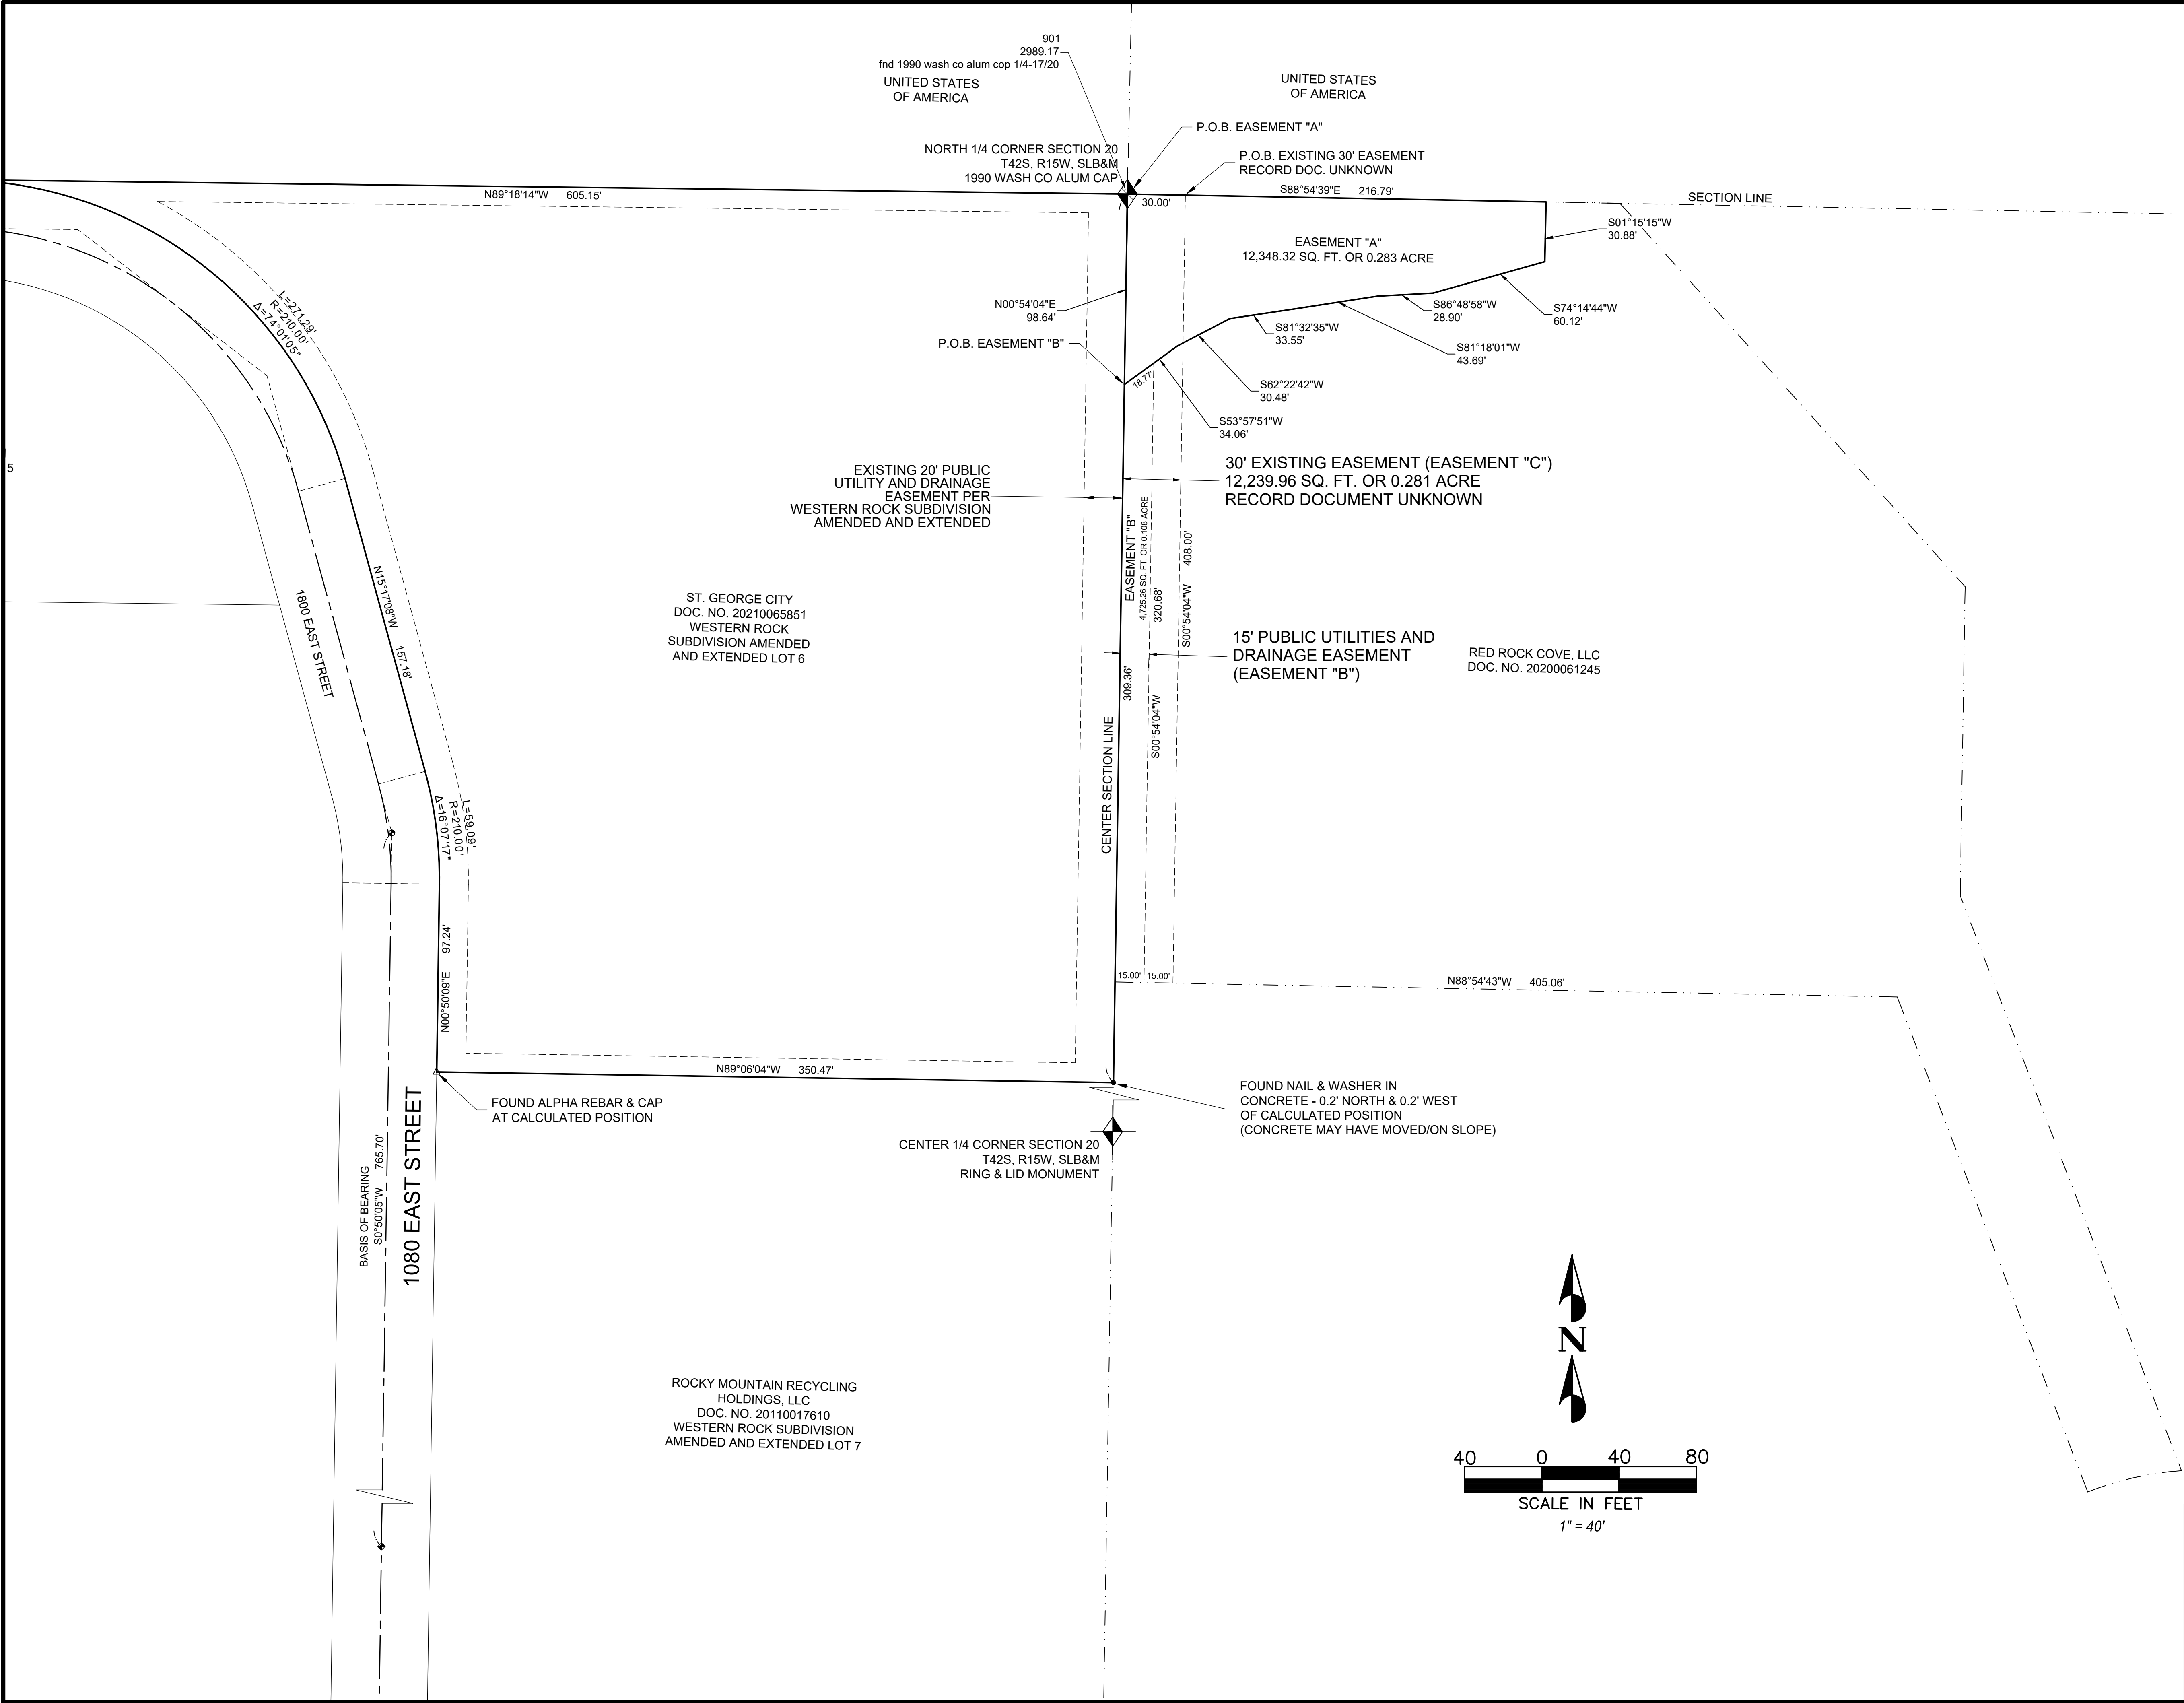 901
2989.17
fnd 1990 wash co alum cop 1/4-17/20
UNITED STATES
OF AMERICA
UNITED STATES
OF AMERICA
P.O.B. EASEMENT "A"
NORTH 1/4 CORNER SECTION 20
T42S, R15W, SLB&M
1990 WASH CO ALUM CAP
P.O.B. EXISTING 30' EASEMENT
RECORD DOC. UNKNOWN
N89°18'14"W 605.15'
30.00'
S88°54'39"E 216.79'
SECTION LINE
S01°15'15"W
30.88'
EASEMENT "A"
12,348.32 SQ. FT. OR 0.283 ACRE
N00°54'04"E
98.64'
S86°48'58"W
28.90'
S74°14'44"W
60.12'
S81°32'35"W
33.55'
S81°18'01"W
43.69'
P.O.B. EASEMENT "B"
18.77'
S62°22'42"W
30.48'
S53°57'51"W
34.06'
L=271.29'
R=210.00'
Δ=74°01'05"
5
EXISTING 20' PUBLIC
UTILITY AND DRAINAGE
EASEMENT PER
WESTERN ROCK SUBDIVISION
AMENDED AND EXTENDED
30' EXISTING EASEMENT (EASEMENT "C")
12,239.96 SQ. FT. OR 0.281 ACRE
RECORD DOCUMENT UNKNOWN
EASEMENT "B"
4,725.26 SQ. FT. OR 0.108 ACRE
S00°54'04"W 320.68'
S00°54'04"W 408.00'
309.36'
CENTER SECTION LINE
ST. GEORGE CITY
DOC. NO. 20210065851
WESTERN ROCK
SUBDIVISION AMENDED
AND EXTENDED LOT 6
15' PUBLIC UTILITIES AND
DRAINAGE EASEMENT
(EASEMENT "B")
RED ROCK COVE, LLC
DOC. NO. 20200061245
1800 EAST STREET
N15°17'08"W 157.18'
L=59.09'
R=210.00'
Δ=16°07'17"
N00°50'09"E 97.24'
15.00' 15.00'
N88°54'43"W 405.06'
N89°06'04"W 350.47'
FOUND ALPHA REBAR & CAP
AT CALCULATED POSITION
FOUND NAIL & WASHER IN
CONCRETE - 0.2' NORTH & 0.2' WEST
OF CALCULATED POSITION
(CONCRETE MAY HAVE MOVED/ON SLOPE)
CENTER 1/4 CORNER SECTION 20
T42S, R15W, SLB&M
RING & LID MONUMENT
BASIS OF BEARING
S0°50'05"W 765.70'
1080 EAST STREET
N
ROCKY MOUNTAIN RECYCLING
HOLDINGS, LLC
DOC. NO. 20110017610
WESTERN ROCK SUBDIVISION
AMENDED AND EXTENDED LOT 7
40 0 40 80
SCALE IN FEET
1" = 40'